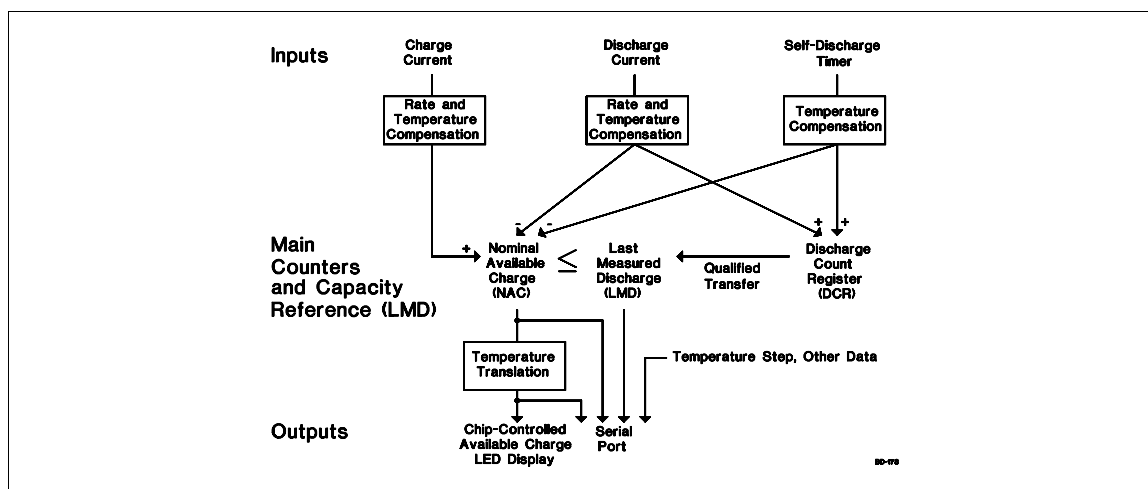 Inputs
Charge
Current
Discharge
Current
Self-Discharge
Timer
Rate and
Temperature
Compensation
Rate and
Temperature
Compensation
Temperature
Compensation
- -
+ +
Main
Counters
and Capacity
Reference (LMD)
+
Nominal
Available
Charge
(NAC)
≤
Last
Measured
Discharge
(LMD)
Qualified
Transfer
Discharge
Count
Register
(DCR)
Temperature
Translation
Temperature Step, Other Data
Outputs
Chip-Controlled
Available Charge
LED Display
Serial
Port